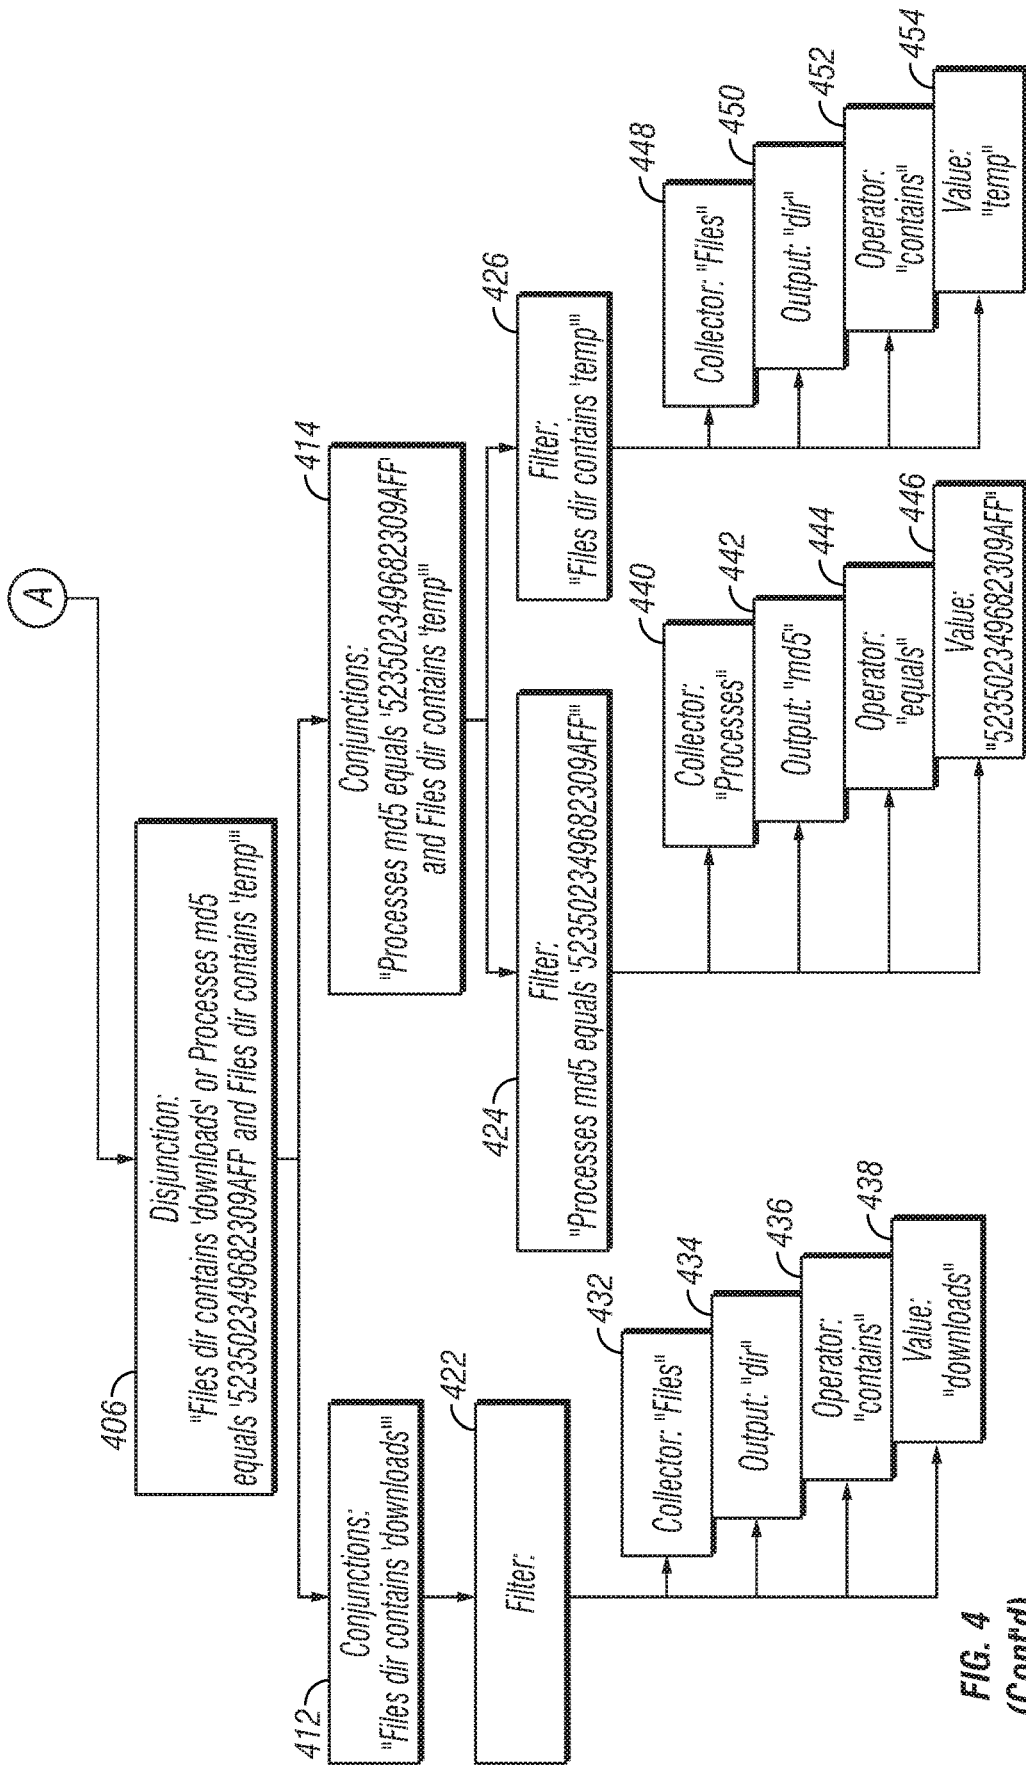 A
406
Disjunction:
"Files dir contains 'downloads' or Processes md5
equals '523502349682309AFF' and Files dir contains 'temp'"
412
Conjunctions:
"Files dir contains 'downloads'"
414
Conjunctions:
"Processes md5 equals '523502349682309AFF'
and Files dir contains 'temp'"
422
Filter:
424
Filter:
"Processes md5 equals '523502349682309AFF'"
426
Filter:
"Files dir contains 'temp'"
432
Collector: "Files"
434
Output: "dir"
436
Operator:
"contains"
438
Value:
"downloads"
440
Collector:
"Processes"
442
Output: "md5"
444
Operator:
"equals"
446
Value:
"523502349682309AFF"
448
Collector: "Files"
450
Output: "dir"
452
Operator:
"contains"
454
Value:
"temp"
FIG. 4
(Cont'd)